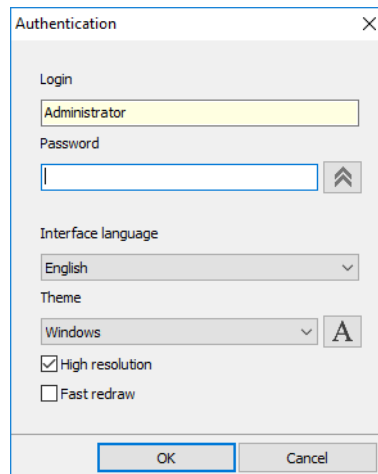 Authentication
Login
Administrator
Password
Interface language
English
Theme
Windows
A
High resolution
Fast redraw
OK
Cancel